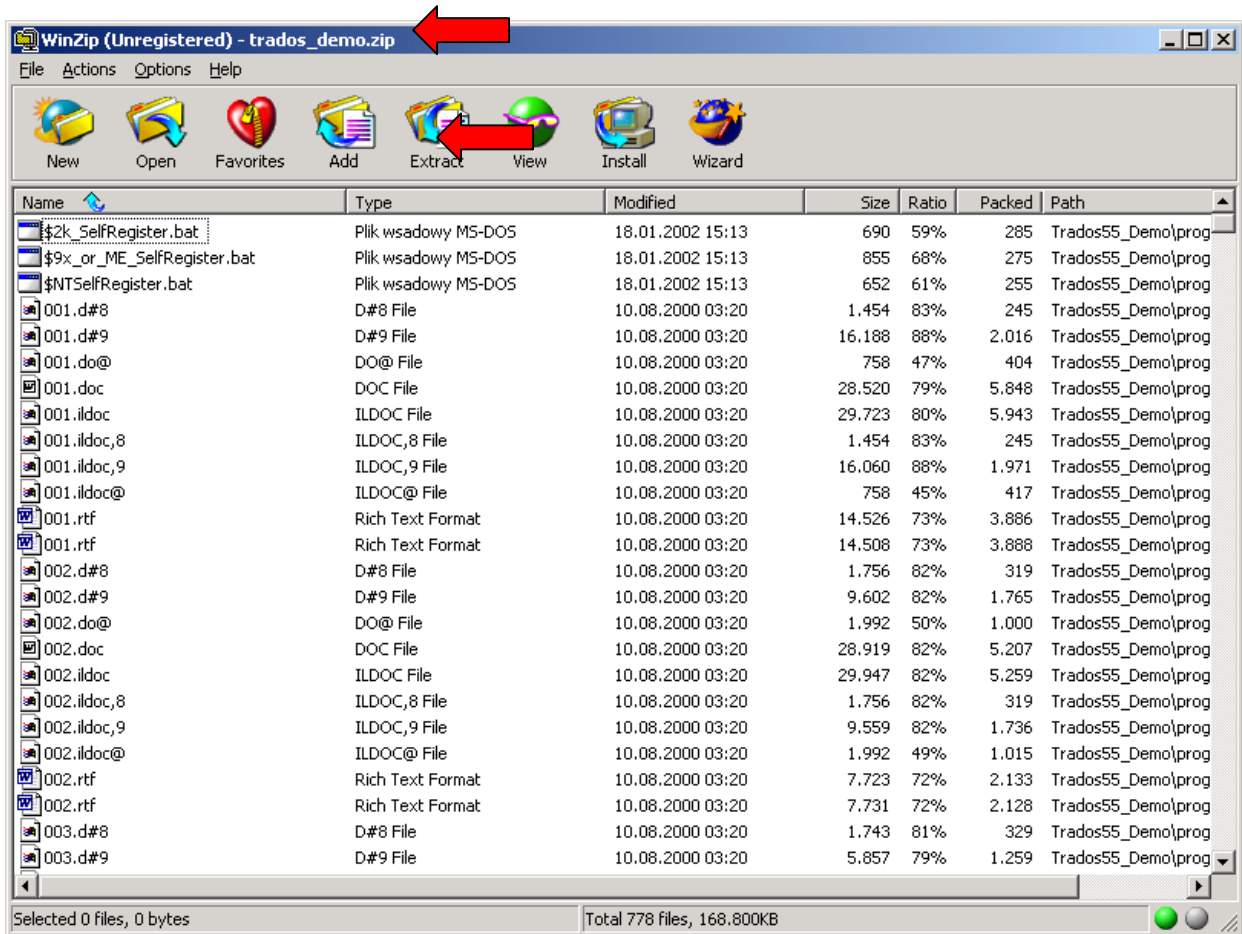 WinZip (Unregistered) - trados_demo.zip
File Actions Options Help
New Open Favorites Add Extract View Install Wizard
Name Type Modified Size Ratio Packed Path
$2k_SelfRegister.bat Plik wsadowy MS-DOS 18.01.2002 15:13 690 59% 285 Trados55_Demo\prog
$9x_or_ME_SelfRegister.bat Plik wsadowy MS-DOS 18.01.2002 15:13 855 68% 275 Trados55_Demo\prog
$NTSelfRegister.bat Plik wsadowy MS-DOS 18.01.2002 15:13 652 61% 255 Trados55_Demo\prog
001.d#8 D#8 File 10.08.2000 03:20 1.454 83% 245 Trados55_Demo\prog
001.d#9 D#9 File 10.08.2000 03:20 16.188 88% 2.016 Trados55_Demo\prog
001.do@ DO@ File 10.08.2000 03:20 758 47% 404 Trados55_Demo\prog
001.doc DOC File 10.08.2000 03:20 28.520 79% 5.848 Trados55_Demo\prog
001.ildoc ILDOC File 10.08.2000 03:20 29.723 80% 5.943 Trados55_Demo\prog
001.ildoc,8 ILDOC,8 File 10.08.2000 03:20 1.454 83% 245 Trados55_Demo\prog
001.ildoc,9 ILDOC,9 File 10.08.2000 03:20 16.060 88% 1.971 Trados55_Demo\prog
001.ildoc@ ILDOC@ File 10.08.2000 03:20 758 45% 417 Trados55_Demo\prog
001.rtf Rich Text Format 10.08.2000 03:20 14.526 73% 3.886 Trados55_Demo\prog
001.rtf Rich Text Format 10.08.2000 03:20 14.508 73% 3.888 Trados55_Demo\prog
002.d#8 D#8 File 10.08.2000 03:20 1.756 82% 319 Trados55_Demo\prog
002.d#9 D#9 File 10.08.2000 03:20 9.602 82% 1.765 Trados55_Demo\prog
002.do@ DO@ File 10.08.2000 03:20 1.992 50% 1.000 Trados55_Demo\prog
002.doc DOC File 10.08.2000 03:20 28.919 82% 5.207 Trados55_Demo\prog
002.ildoc ILDOC File 10.08.2000 03:20 29.947 82% 5.259 Trados55_Demo\prog
002.ildoc,8 ILDOC,8 File 10.08.2000 03:20 1.756 82% 319 Trados55_Demo\prog
002.ildoc,9 ILDOC,9 File 10.08.2000 03:20 9.559 82% 1.736 Trados55_Demo\prog
002.ildoc@ ILDOC@ File 10.08.2000 03:20 1.992 49% 1.015 Trados55_Demo\prog
002.rtf Rich Text Format 10.08.2000 03:20 7.723 72% 2.133 Trados55_Demo\prog
002.rtf Rich Text Format 10.08.2000 03:20 7.731 72% 2.128 Trados55_Demo\prog
003.d#8 D#8 File 10.08.2000 03:20 1.743 81% 329 Trados55_Demo\prog
003.d#9 D#9 File 10.08.2000 03:20 5.857 79% 1.259 Trados55_Demo\prog
Selected 0 files, 0 bytes Total 778 files, 168.800KB